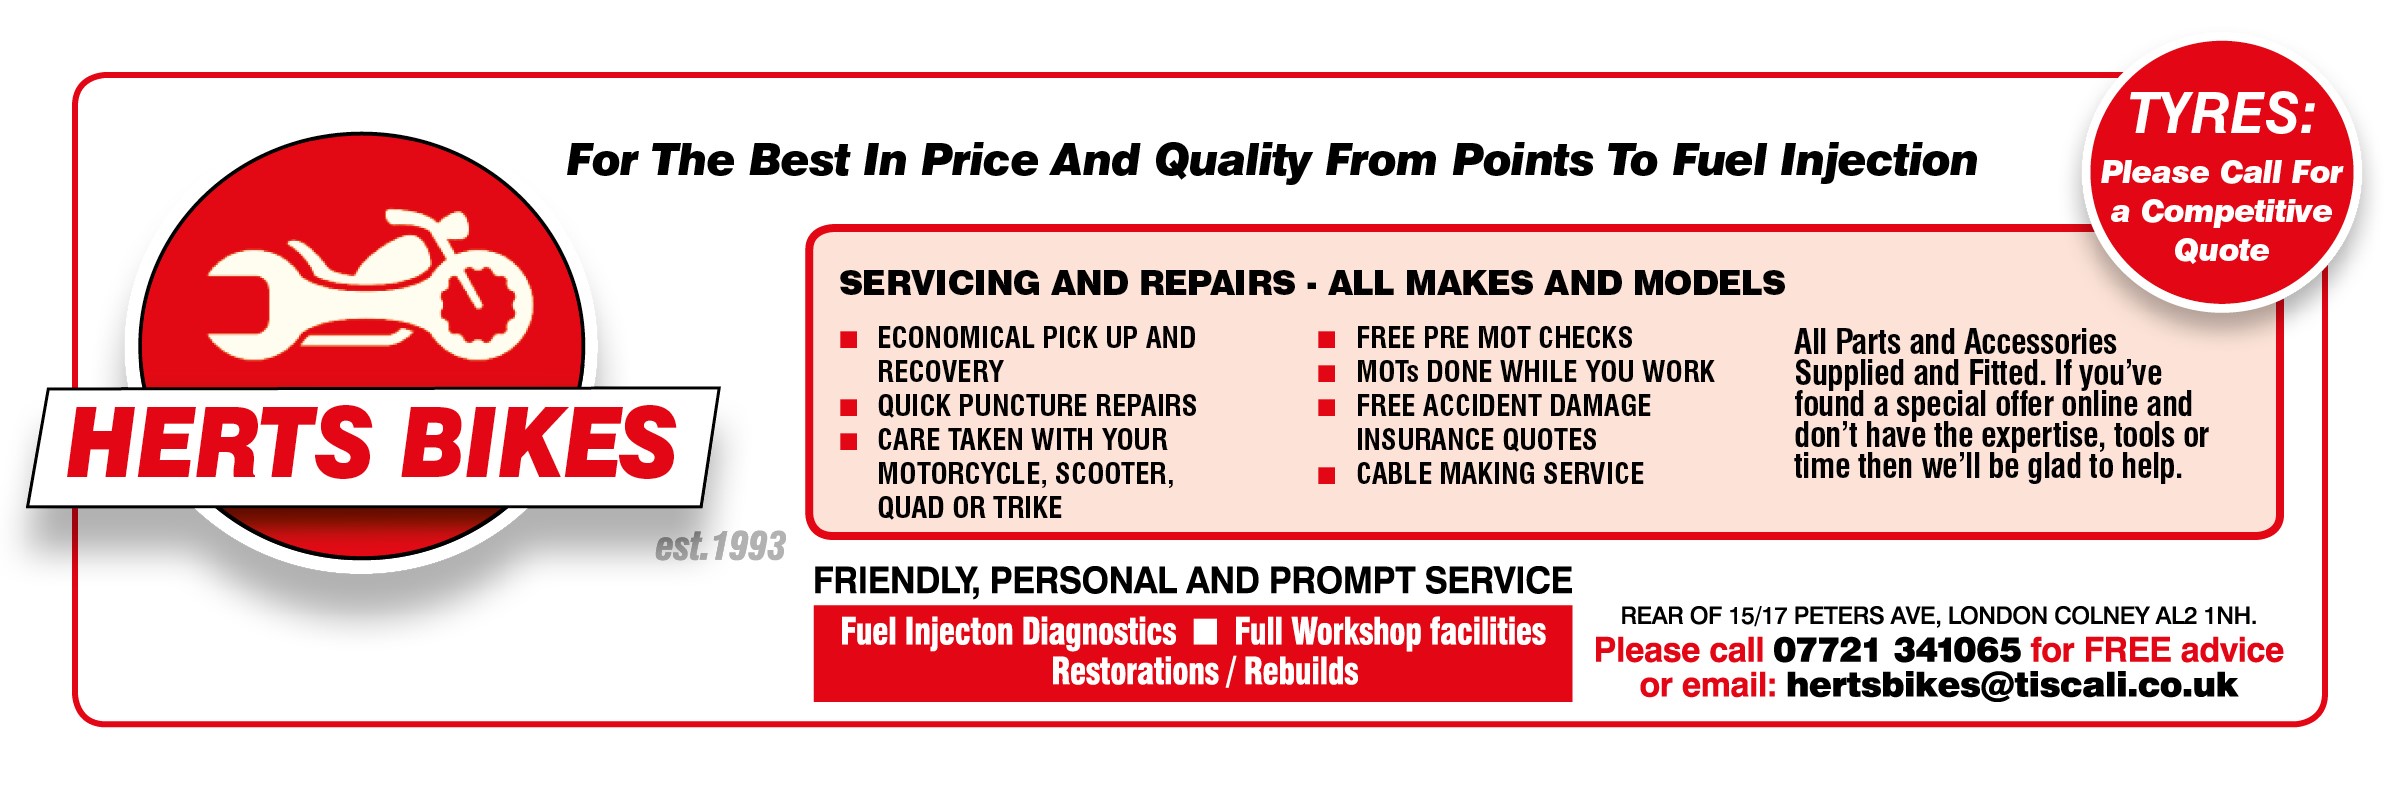 For The Best In Price And Quality From Points To Fuel Injection
TYRES:
Please Call For
a Competitive
Quote
HERTS BIKES
est.1993
SERVICING AND REPAIRS - ALL MAKES AND MODELS
ECONOMICAL PICK UP AND
RECOVERY
QUICK PUNCTURE REPAIRS
CARE TAKEN WITH YOUR
MOTORCYCLE, SCOOTER,
QUAD OR TRIKE
FREE PRE MOT CHECKS
MOTs DONE WHILE YOU WORK
FREE ACCIDENT DAMAGE
INSURANCE QUOTES
CABLE MAKING SERVICE
All Parts and Accessories
Supplied and Fitted. If you’ve
found a special offer online and
don’t have the expertise, tools or
time then we’ll be glad to help.
FRIENDLY, PERSONAL AND PROMPT SERVICE
Fuel Injecton Diagnostics ■ Full Workshop facilities
Restorations / Rebuilds
REAR OF 15/17 PETERS AVE, LONDON COLNEY AL2 1NH.
Please call 07721 341065 for FREE advice
or email: hertsbikes@tiscali.co.uk